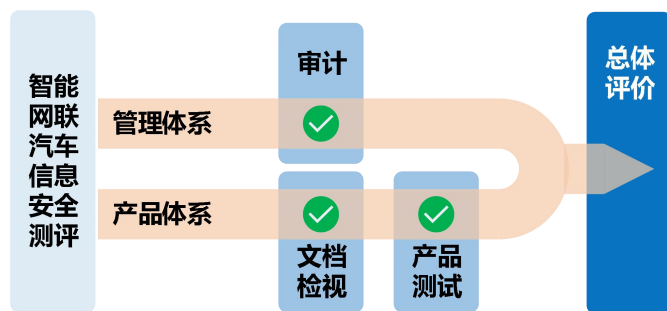 智能
网联
汽车
信息
安全
测评
审计
管理体系
产品体系
文档
检视
产品
测试
总体
评价